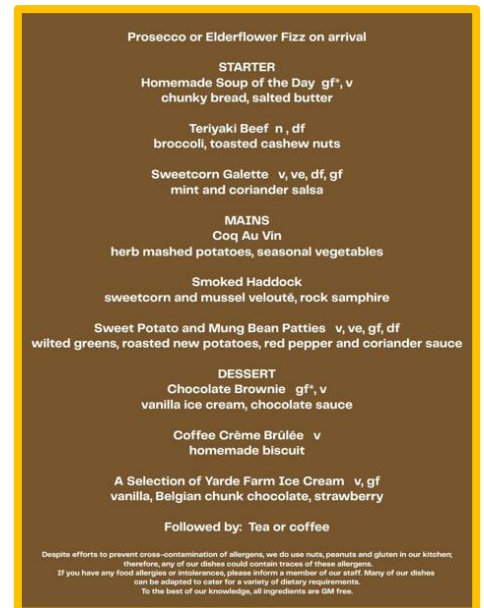 Prosecco or Elderflower Fizz on arrival
STARTER
Homemade Soup of the Day gf*, v
chunky bread, salted butter
Teriyaki Beef n , df
broccoli, toasted cashew nuts
Sweetcorn Galette v, ve, df, gf
mint and coriander salsa
MAINS
Coq Au Vin
herb mashed potatoes, seasonal vegetables
Smoked Haddock
sweetcorn and mussel velouté, rock samphire
Sweet Potato and Mung Bean Patties v, ve, gf, df
wilted greens, roasted new potatoes, red pepper and coriander sauce
DESSERT
Chocolate Brownie gf*, v
vanilla ice cream, chocolate sauce
Coffee Crème Brûlée v
homemade biscuit
A Selection of Yarde Farm Ice Cream v, gf
vanilla, Belgian chunk chocolate, strawberry
Followed by: Tea or coffee
Despite efforts to prevent cross-contamination of allergens, we do use nuts, peanuts and gluten in our kitchen;
therefore, any of our dishes could contain traces of these allergens.
If you have any food allergies or intolerances, please inform a member of our staff. Many of our dishes
can be adapted to cater for a variety of dietary requirements.
To the best of our knowledge, all ingredients are GM free.